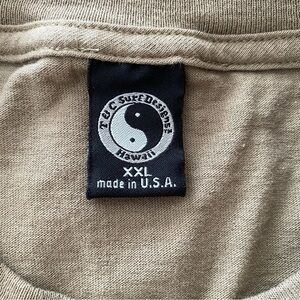 T&C Surf Designs
Hawaii
XXL
made in U.S.A.